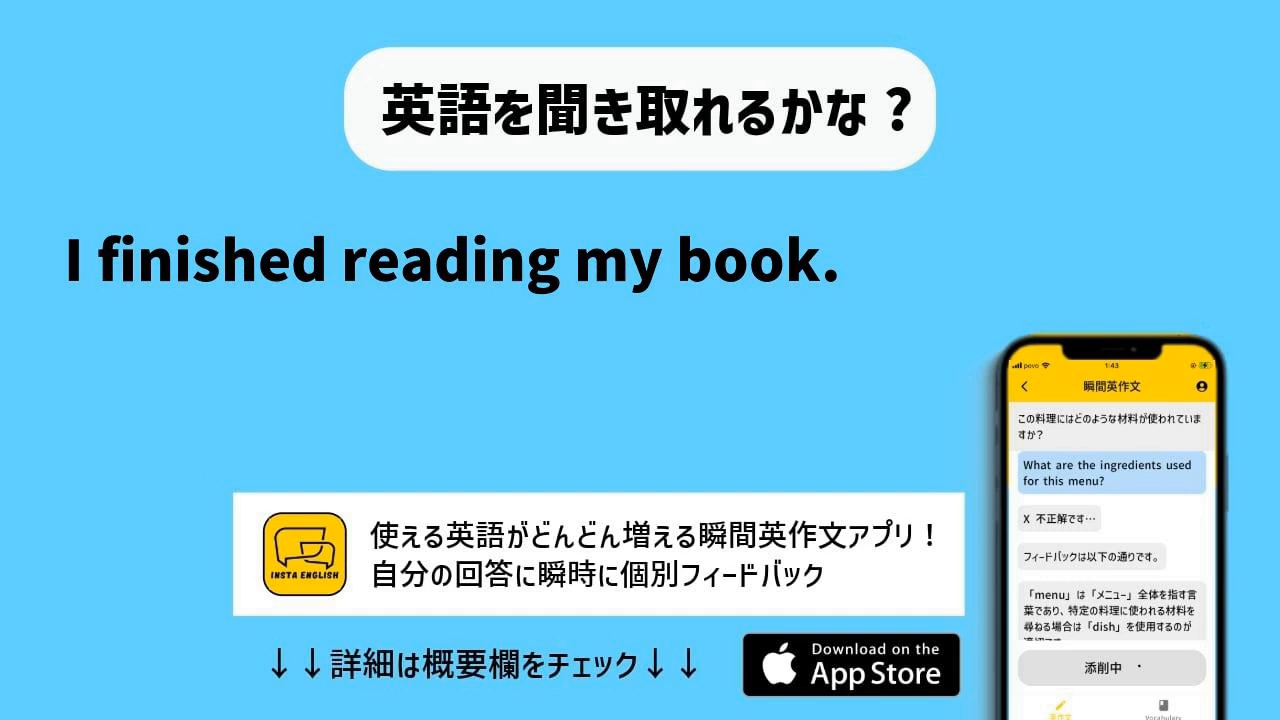 英語を聞き取れるかな？
I finished reading my book.
povo
1:43
瞬間英作文
この料理にはどのような材料が使われていま
すか？
What are the ingredients used
for this menu?
X 不正解です…
フィードバックは以下の通りです。
「menu」は「メニュー」全体を指す言
葉であり、特定の料理に使われる材料を
尋ねる場合は「dish」を使用するのが
添削中 ・
英作文
Vocabulary
INSTA ENGLISH
使える英語がどんどん増える瞬間英作文アプリ！
自分の回答に瞬時に個別フィードバック
↓↓詳細は概要欄をチェック↓↓
Download on the
App Store